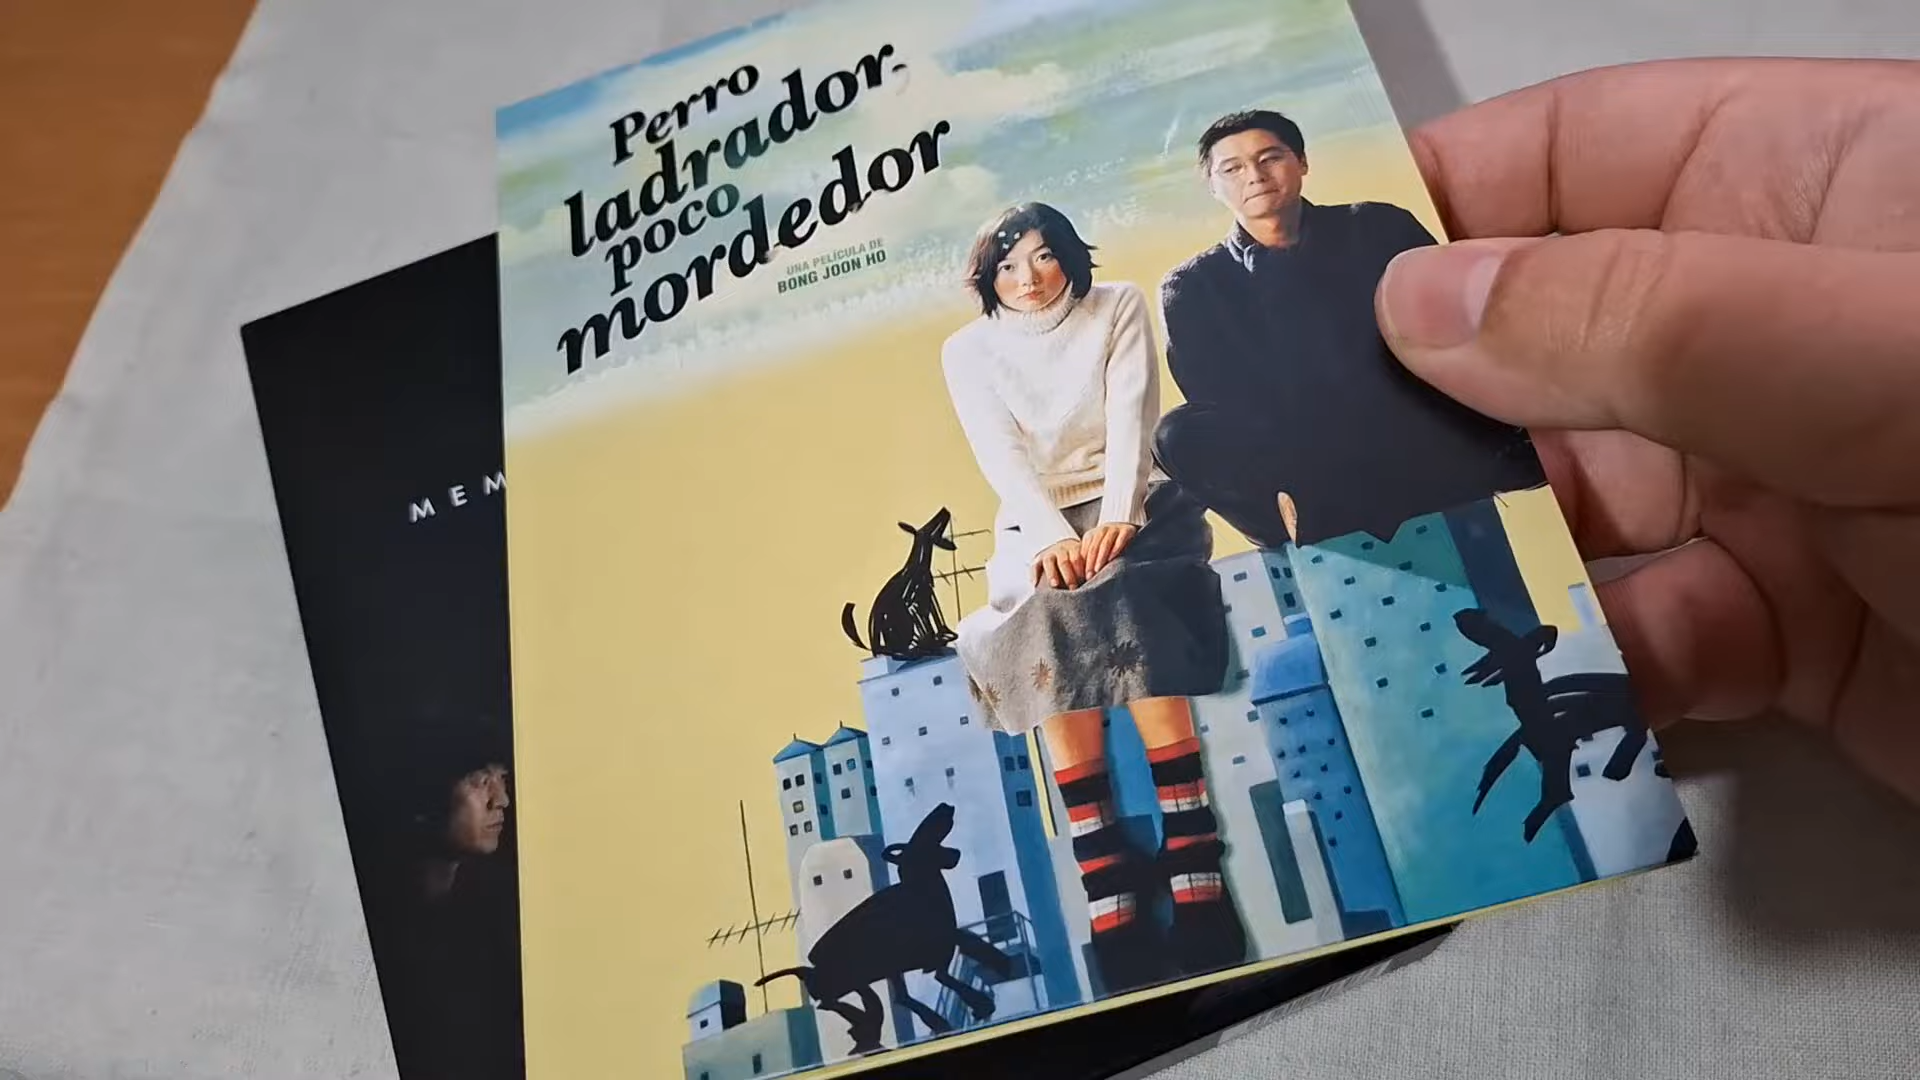 Perro
ladrador,
poco
mordedor
UNA PELÍCULA DE
BONG JOON HO
MEM